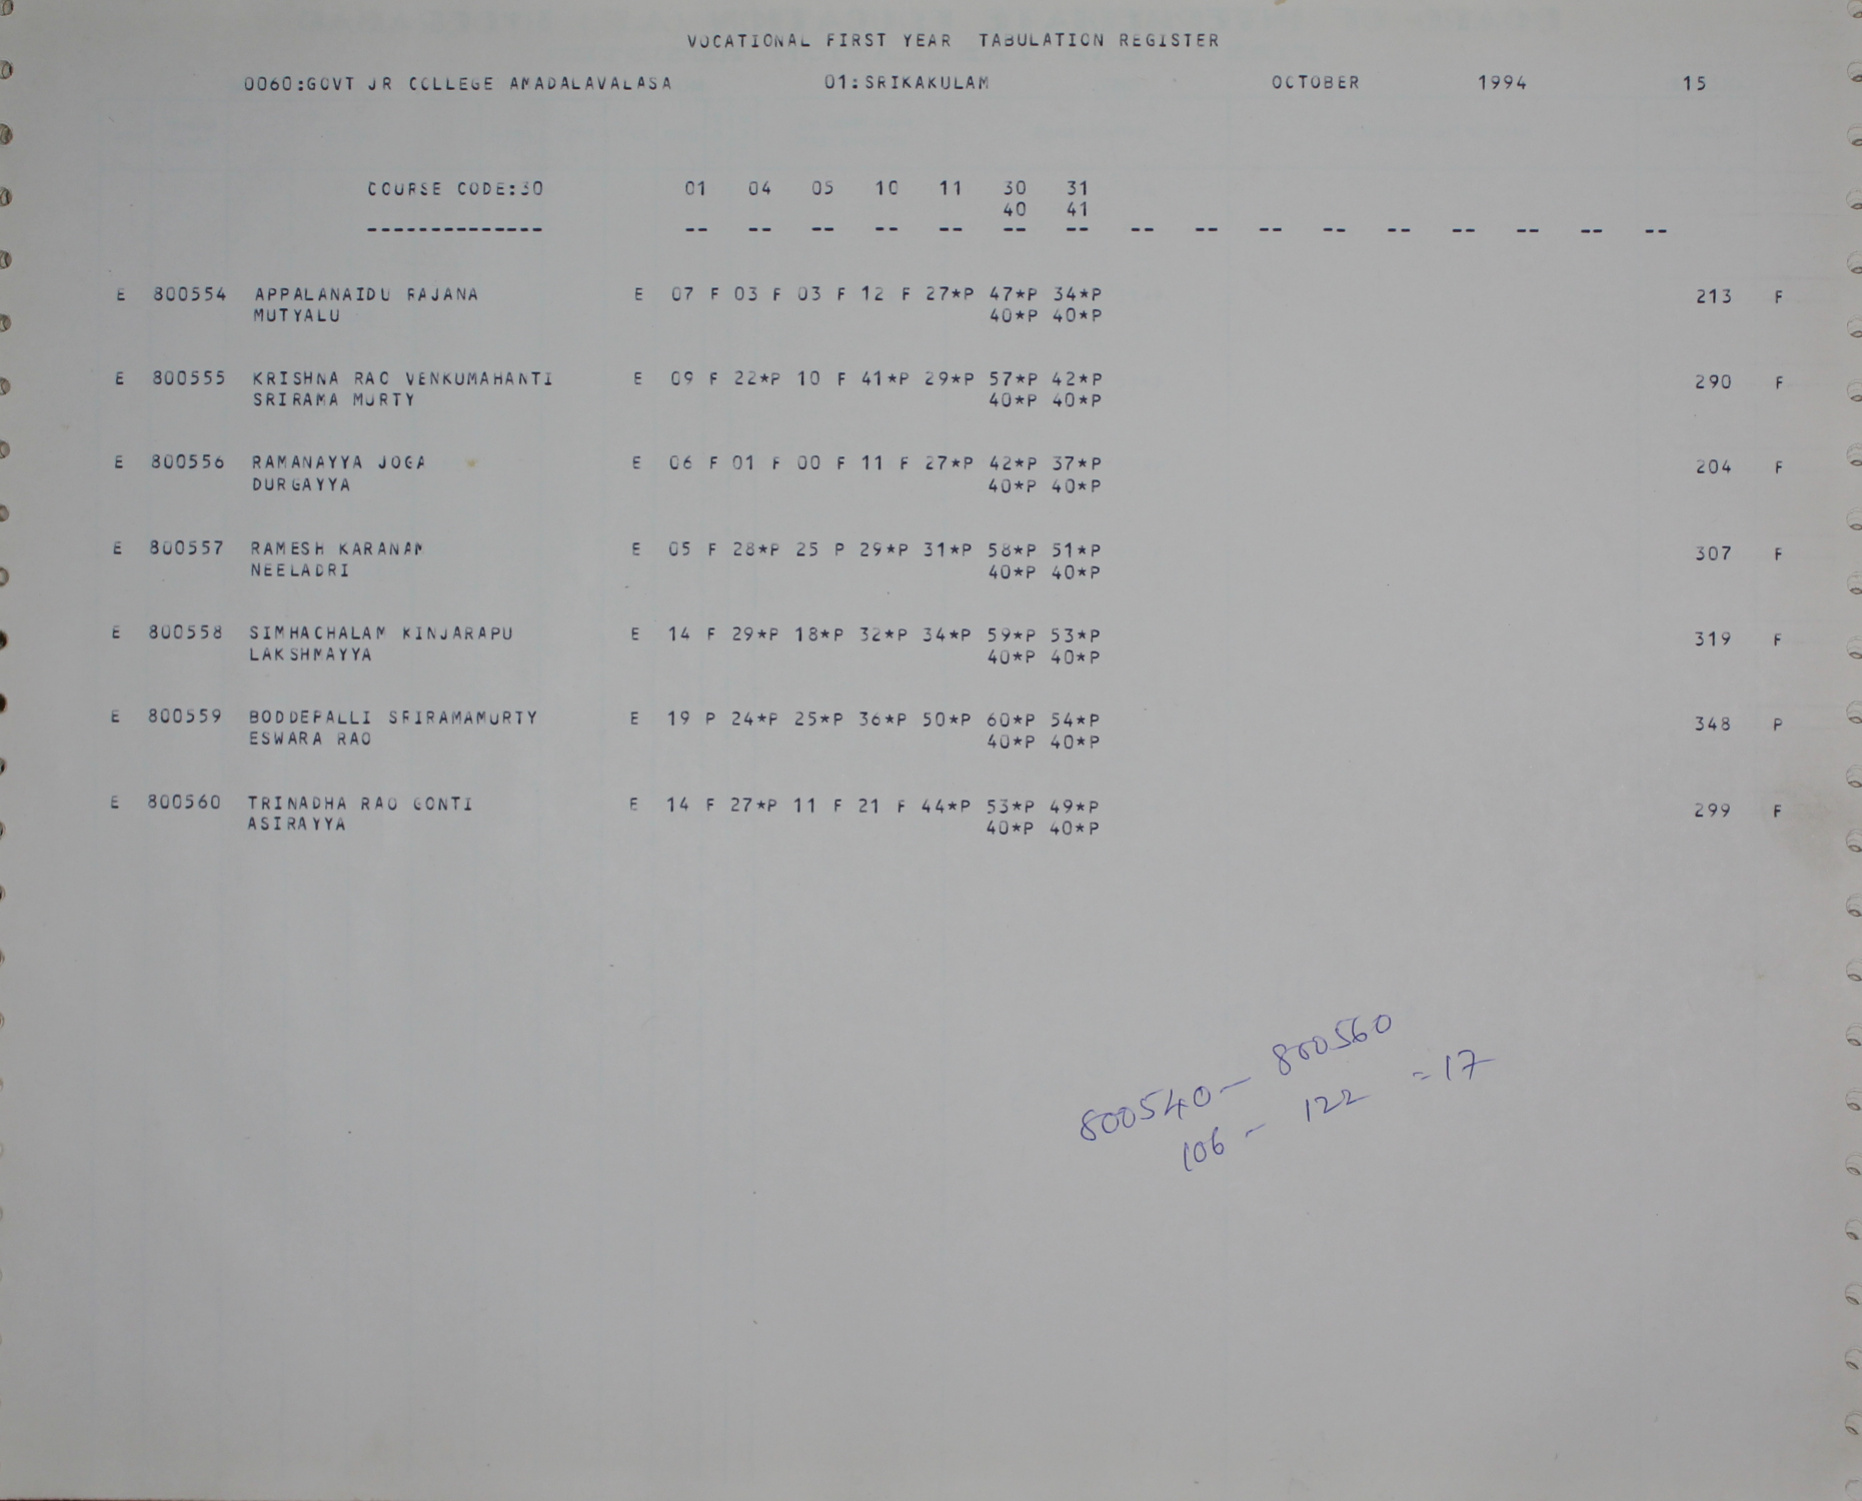 VOCATIONAL FIRST YEAR TABULATION REGISTER
0060:GOVT JR COLLEGE AMADALAVALASA 01:SRIKAKULAM OCTOBER 1994 15
COURSE CODE:30 01 04 05 10 11 30 31
40 41
-------------- -- -- -- -- -- -- -- -- -- -- -- -- -- -- -- --
E 800554 APPALANAIDU RAJANA E 07 F 03 F 03 F 12 F 27*P 47*P 34*P 213 F
MUTYALU 40*P 40*P
E 800555 KRISHNA RAO VENKUMAHANTI E 09 F 22*P 10 F 41*P 29*P 57*P 42*P 290 F
SRIRAMA MURTY 40*P 40*P
E 800556 RAMANAYYA JOGA E 06 F 01 F 00 F 11 F 27*P 42*P 37*P 204 F
DURGAYYA 40*P 40*P
E 800557 RAMESH KARANAM E 05 F 28*P 25 P 29*P 31*P 58*P 51*P 307 F
NEELADRI 40*P 40*P
E 800558 SIMHACHALAM KINJARAPU E 14 F 29*P 18*P 32*P 34*P 59*P 53*P 319 F
LAKSHMAYYA 40*P 40*P
E 800559 BODDEPALLI SRIRAMAMURTY E 19 P 24*P 25*P 36*P 50*P 60*P 54*P 348 P
ESWARA RAO 40*P 40*P
E 800560 TRINADHA RAO GONTI E 14 F 27*P 11 F 21 F 44*P 53*P 49*P 299 F
ASIRAYYA 40*P 40*P
800540 - 800560
106 - 122 = 17